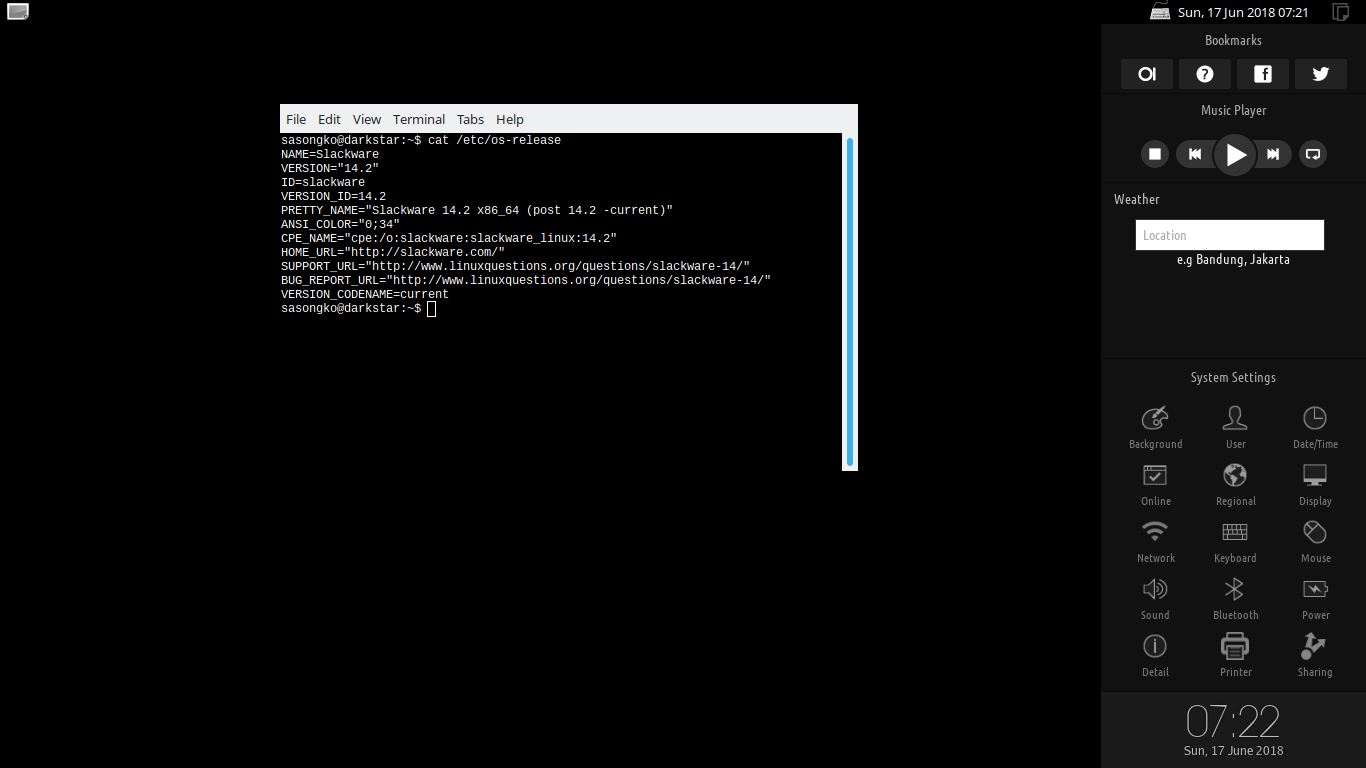 Sun, 17 Jun 2018 07:21
File Edit View Terminal Tabs Help
sasongko@darkstar:~$ cat /etc/os-release
NAME=Slackware
VERSION="14.2"
ID=slackware
VERSION_ID=14.2
PRETTY_NAME="Slackware 14.2 x86_64 (post 14.2 -current)"
ANSI_COLOR="0;34"
CPE_NAME="cpe:/o:slackware:slackware_linux:14.2"
HOME_URL="http://slackware.com/"
SUPPORT_URL="http://www.linuxquestions.org/questions/slackware-14/"
BUG_REPORT_URL="http://www.linuxquestions.org/questions/slackware-14/"
VERSION_CODENAME=current
sasongko@darkstar:~$
Bookmarks
Music Player
Weather
Location
e.g Bandung, Jakarta
System Settings
Background User Date/Time
Online Regional Display
Network Keyboard Mouse
Sound Bluetooth Power
Detail Printer Sharing
07:22
Sun, 17 June 2018